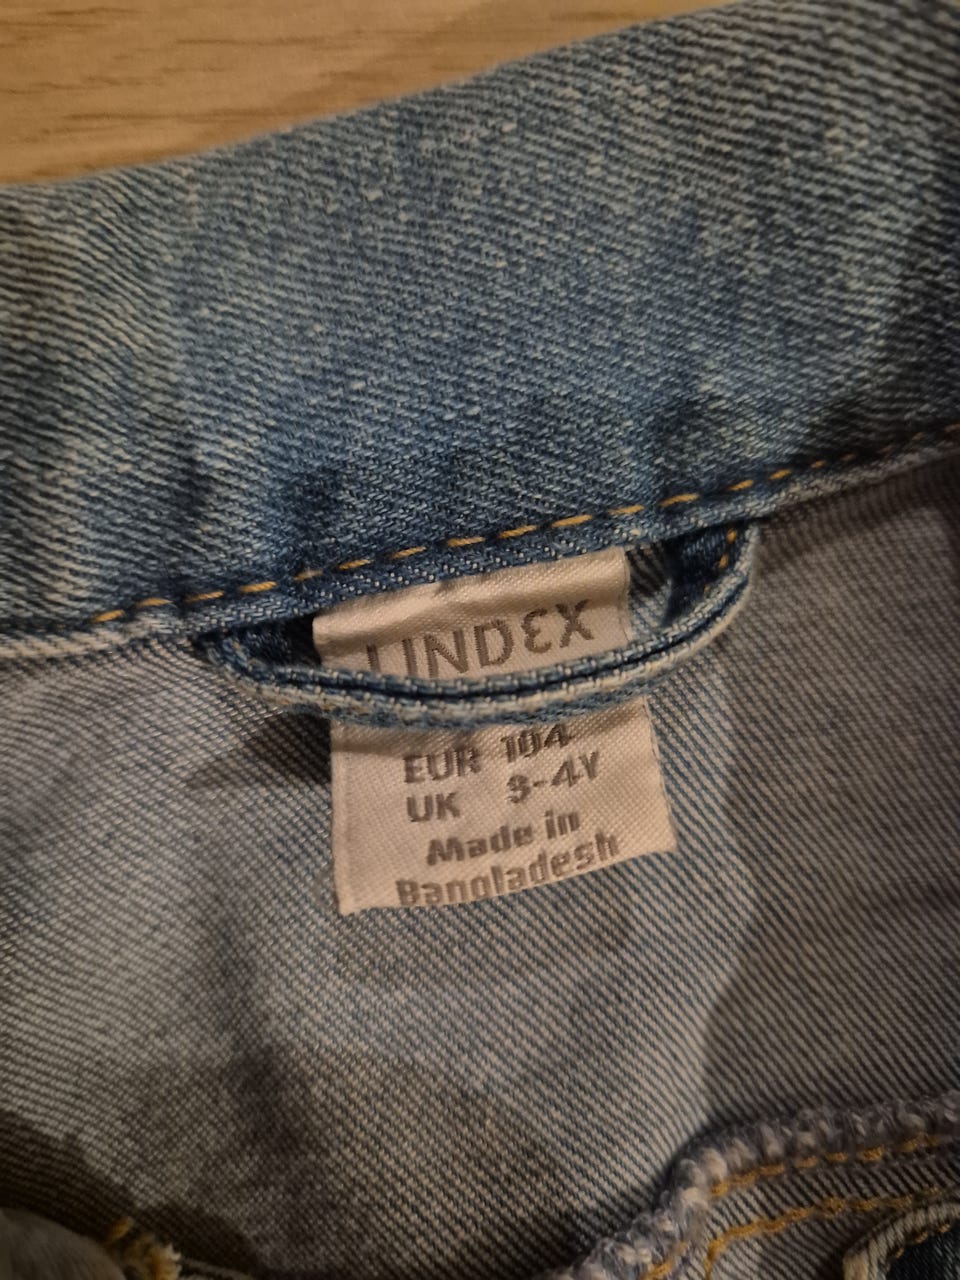 LINDEX
EUR 104
UK 3-4Y
Made in
Bangladesh